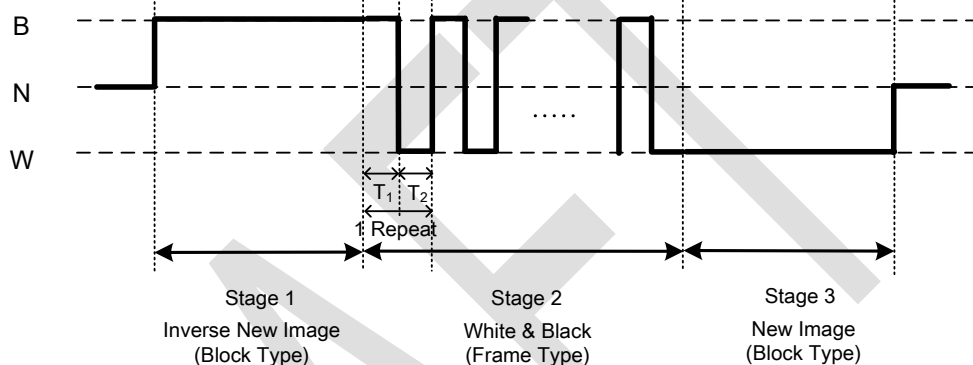 B
N
W
.....
T1 T2
1 Repeat
Stage 1
Inverse New Image
(Block Type)
Stage 2
White & Black
(Frame Type)
Stage 3
New Image
(Block Type)